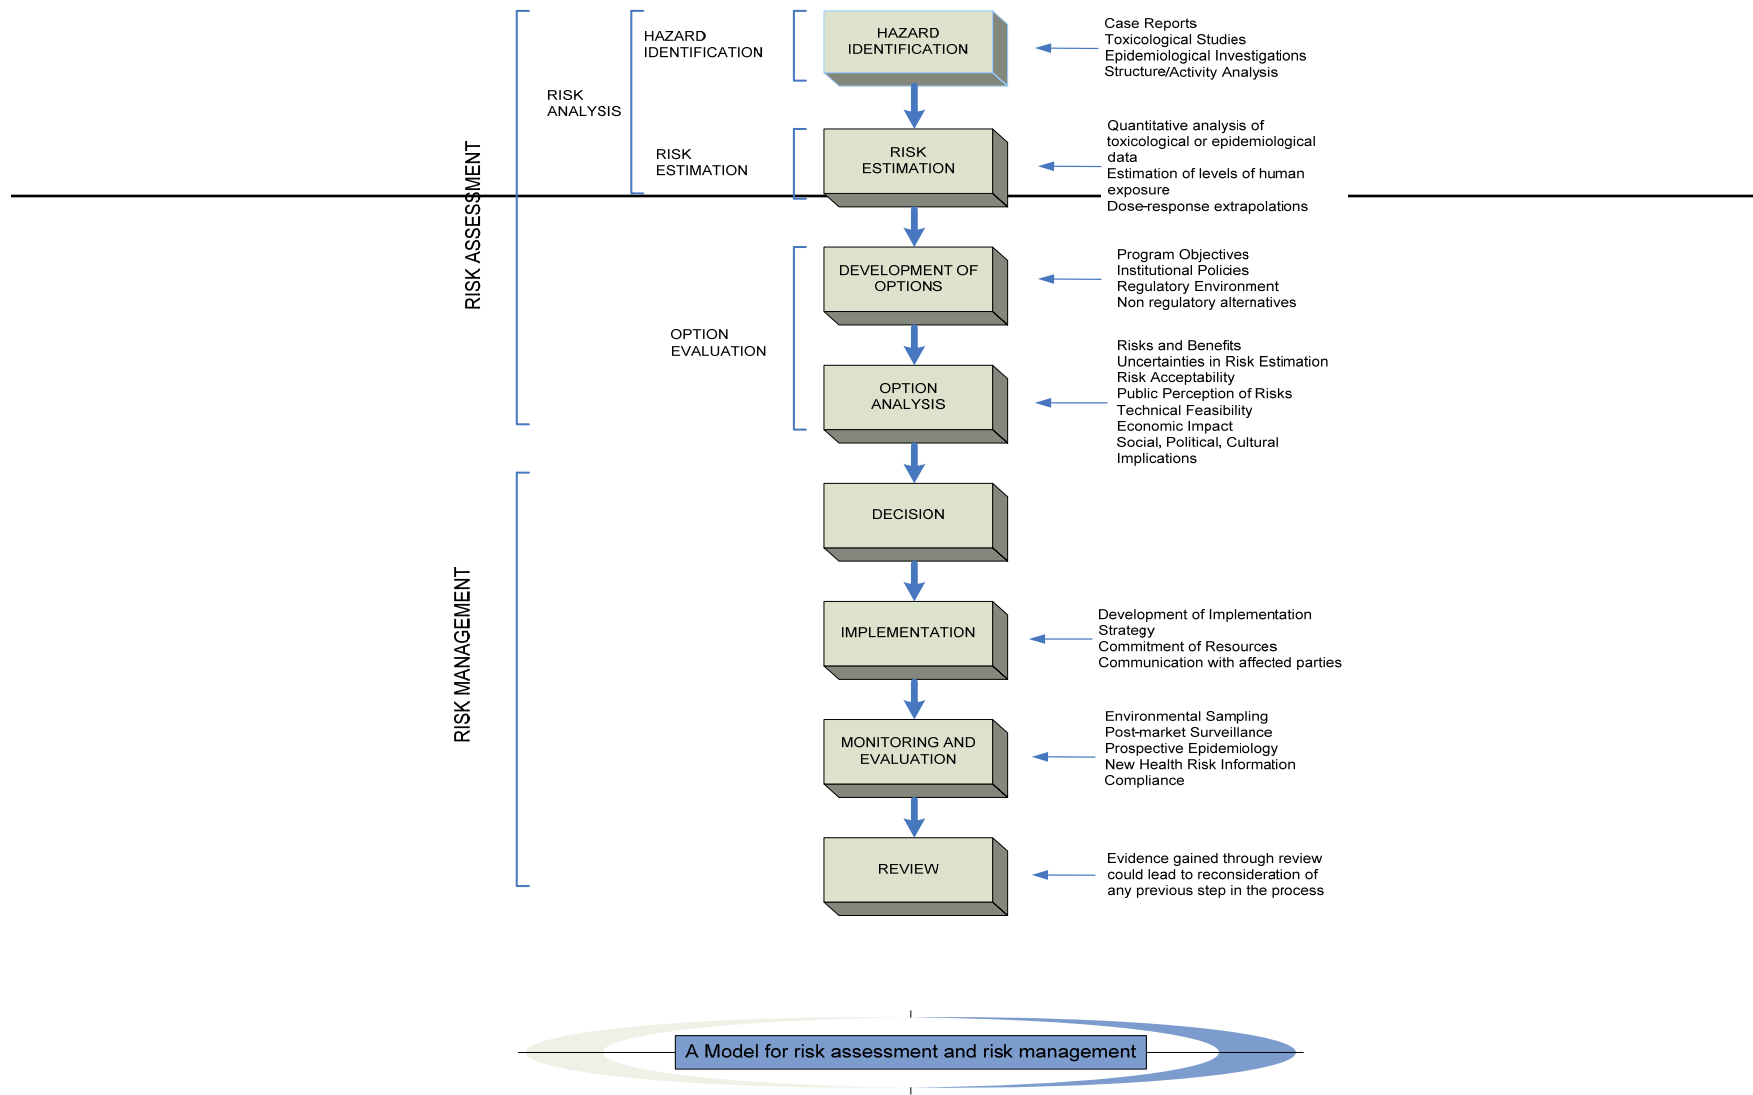 HAZARD
IDENTIFICATION
HAZARD
IDENTIFICATION
Case Reports
Toxicological Studies
Epidemiological Investigations
Structure/Activity Analysis
RISK
ANALYSIS
RISK
ESTIMATION
RISK
ESTIMATION
Quantitative analysis of
toxicological or epidemiological
data
Estimation of levels of human
exposure
Dose-response extrapolations
RISK ASSESSMENT
DEVELOPMENT OF
OPTIONS
Program Objectives
Institutional Policies
Regulatory Environment
Non regulatory alternatives
OPTION
EVALUATION
OPTION
ANALYSIS
Risks and Benefits
Uncertainties in Risk Estimation
Risk Acceptability
Public Perception of Risks
Technical Feasibility
Economic Impact
Social, Political, Cultural
Implications
DECISION
RISK MANAGEMENT
IMPLEMENTATION
Development of Implementation
Strategy
Commitment of Resources
Communication with affected parties
MONITORING AND
EVALUATION
Environmental Sampling
Post-market Surveillance
Prospective Epidemiology
New Health Risk Information
Compliance
REVIEW
Evidence gained through review
could lead to reconsideration of
any previous step in the process
A Model for risk assessment and risk management